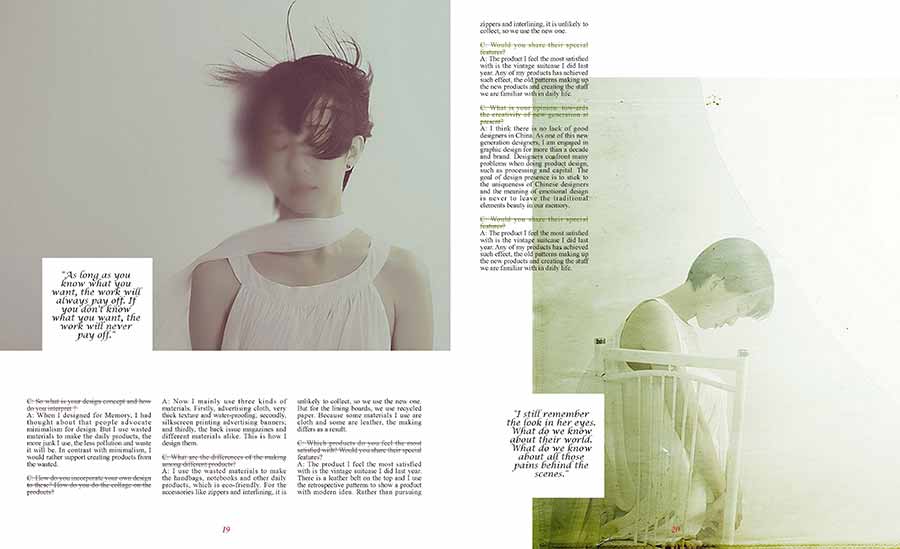 "As long as you
know what you
want, the work will
always pay off. If
you don't know
what you want, the
work will never
pay off."
C: So what is your design concept and how
do you interpret ?
A: When I designed for Memory, I had
thought about that people advocate
minimalism for design. But I use wasted
materials to make the daily products, the
more junk I use, the less pollution and waste
it will be. In contrast with minimalism, I
would rather support creating products from
the wasted.
C: How do you incorporate your own design
to these? How do you do the collage on the
products?
A: Now I mainly use three kinds of
materials. Firstly, advertising cloth, very
thick texture and water-proofing, secondly,
silkscreen printing advertising banners,
and thirdly, the back issue magazines and
different materials alike. This is how I
design them.
C: What are the differences of the making
among different products?
A: I use the wasted materials to make
the handbags, notebooks and other daily
products, which is eco-friendly. For the
accessories like zippers and interlining, it is
unlikely to collect, so we use the new one.
But for the lining boards, we use recycled
paper. Because some materials I use are
cloth and some are leather, the making
differs as a result.
C: Which products do you feel the most
satisfied with? Would you share their special
features?
A: The product I feel the most satisfied
with is the vintage suitcase I did last year.
There is a leather belt on the top and I use
the retrospective patterns to show a product
with modern idea. Rather than pursuing
19
zippers and interlining, it is unlikely to
collect, so we use the new one.
C: Would you share their special
features?
A: The product I feel the most satisfied
with is the vintage suitcase I did last
year. Any of my products has achieved
such effect, the old patterns making up
the new products and creating the stuff
we are familiar with in daily life.
C: What is your opinion tow-ards
the creativity of new generation at
present?
A: I think there is no lack of good
designers in China. As one of this new
generation designers, I am engaged in
graphic design for more than a decade
and brand. Designers confront many
problems when doing product design,
such as processing and capital. The
goal of design presence is to stick to
the uniqueness of Chinese designers
and the meaning of emotional design
is never to leave the traditional
elements beauty in our memory.
C: Would you share their special
features?
A: The product I feel the most satisfied
with is the vintage suitcase I did last
year. Any of my products has achieved
such effect, the old patterns making up
the new products and creating the stuff
we are familiar with in daily life.
"I still remember
the look in her eyes.
What do we know
about their world.
What do we know
about all those
pains behind the
scenes."
20